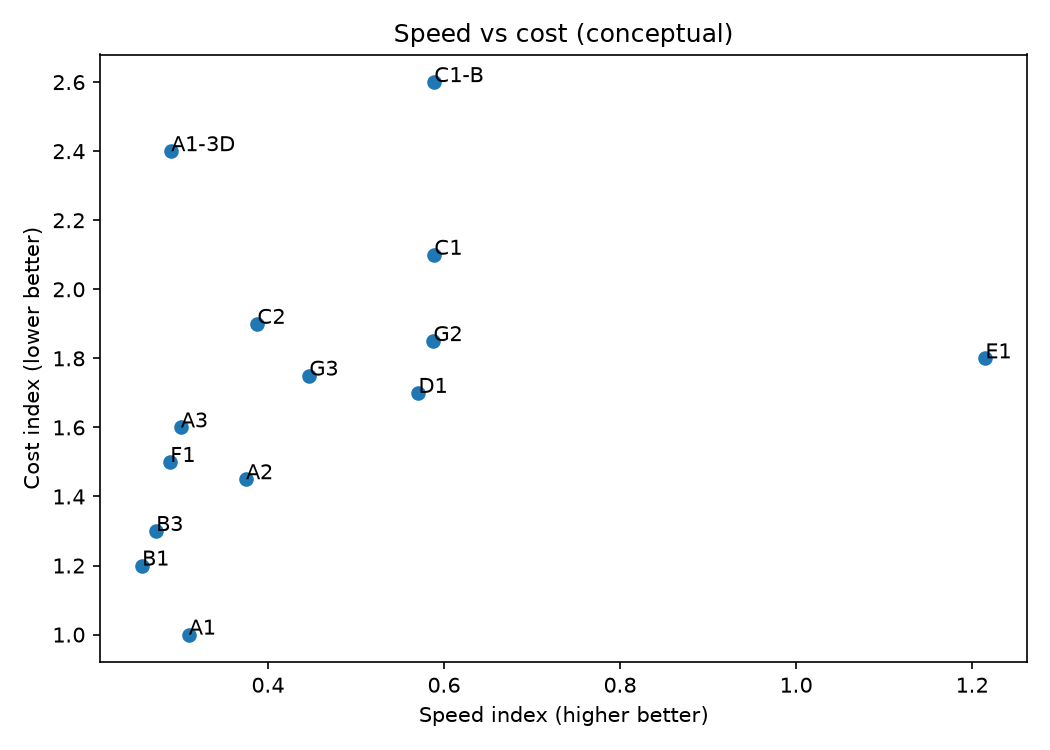 Speed vs cost (conceptual)
Cost index (lower better)
2.6
2.4
2.2
2.0
1.8
1.6
1.4
1.2
1.0
C1-B
A1-3D
C1
C2
G2
E1
G3
D1
A3
F1
A2
B3
B1
A1
0.4 0.6 0.8 1.0 1.2
Speed index (higher better)